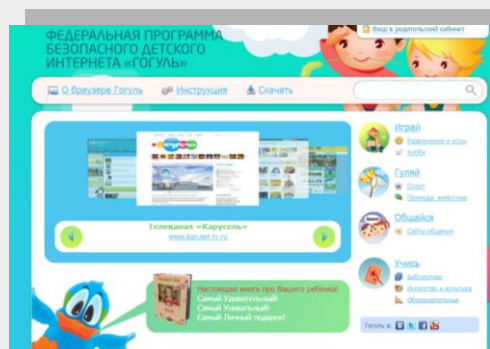 ФЕДЕРАЛЬНАЯ ПРОГРАММА
БЕЗОПАСНОГО ДЕТСКОГО
ИНТЕРНЕТА «ГОГУЛЬ»
Вход в родительский кабинет
О браузере Гогуль
Инструкция
Скачать
Телеканал «Карусель»
www.karusel-tv.ru
Играй
Развлечения и игры
Хобби
Гуляй
Спорт
Природа, животные
Общайся
Сайты общения
Учись
Библиотеки
Искусство и культура
Образовательные
Настоящая книга про Вашего ребенка!
Самый Удивительный!
Самый Уникальный!
Самый Личный подарок!
Гогуль в: